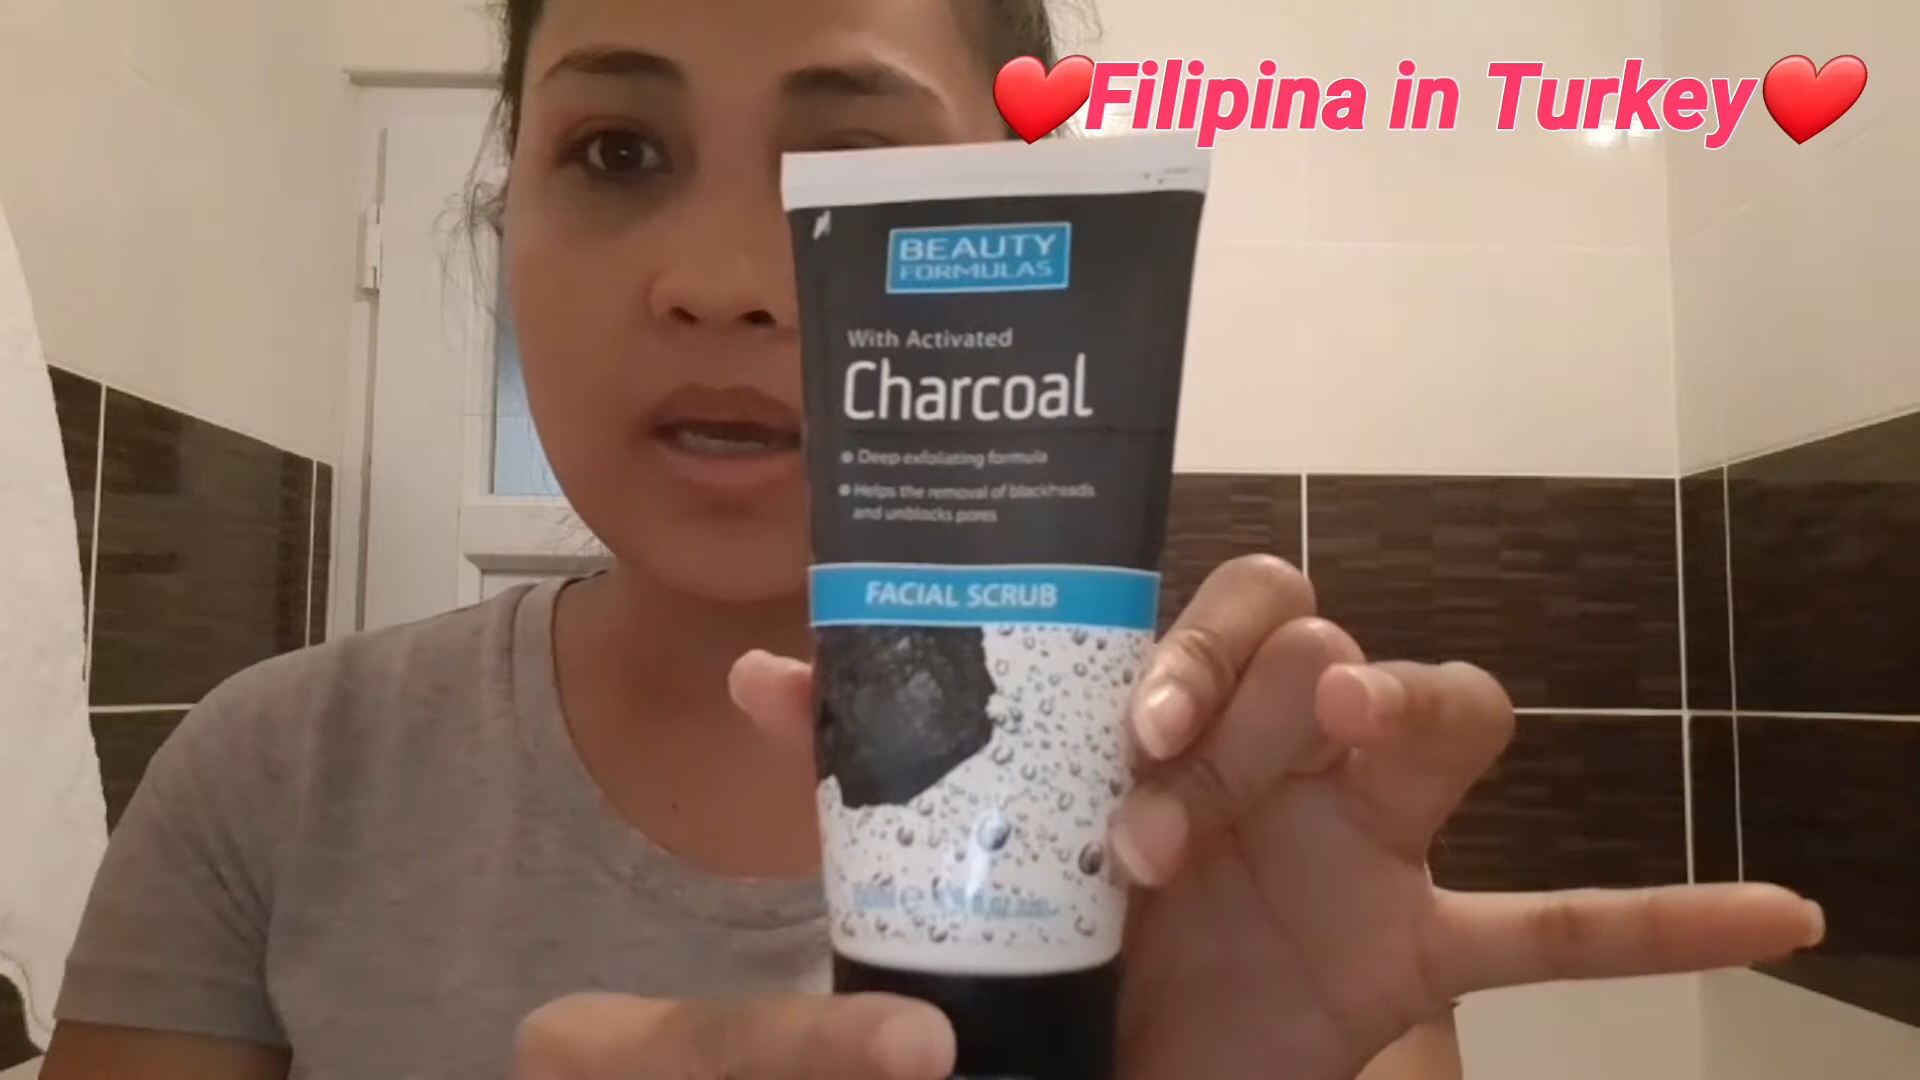 ❤Filipina in Turkey❤
BEAUTY
FORMULAS
With Activated
Charcoal
Deep exfoliating formula
Helps the removal of blackheads
and unblocks pores
FACIAL SCRUB